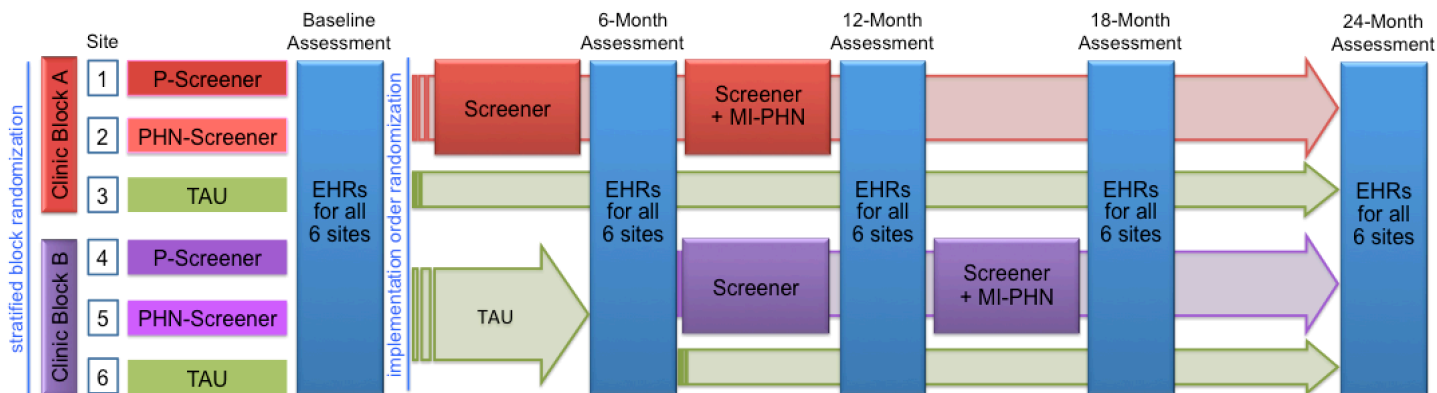 Baseline
Assessment
6-Month
Assessment
12-Month
Assessment
18-Month
Assessment
24-Month
Assessment
Site
stratified block randomization
Clinic Block A
1
P-Screener
2
PHN-Screener
3
TAU
Clinic Block B
4
P-Screener
5
PHN-Screener
6
TAU
EHRs
for all
6 sites
implementation order randomization
Screener
Screener
+ MI-PHN
TAU
Screener
Screener
+ MI-PHN
EHRs
for all
6 sites
EHRs
for all
6 sites
EHRs
for all
6 sites
EHRs
for all
6 sites